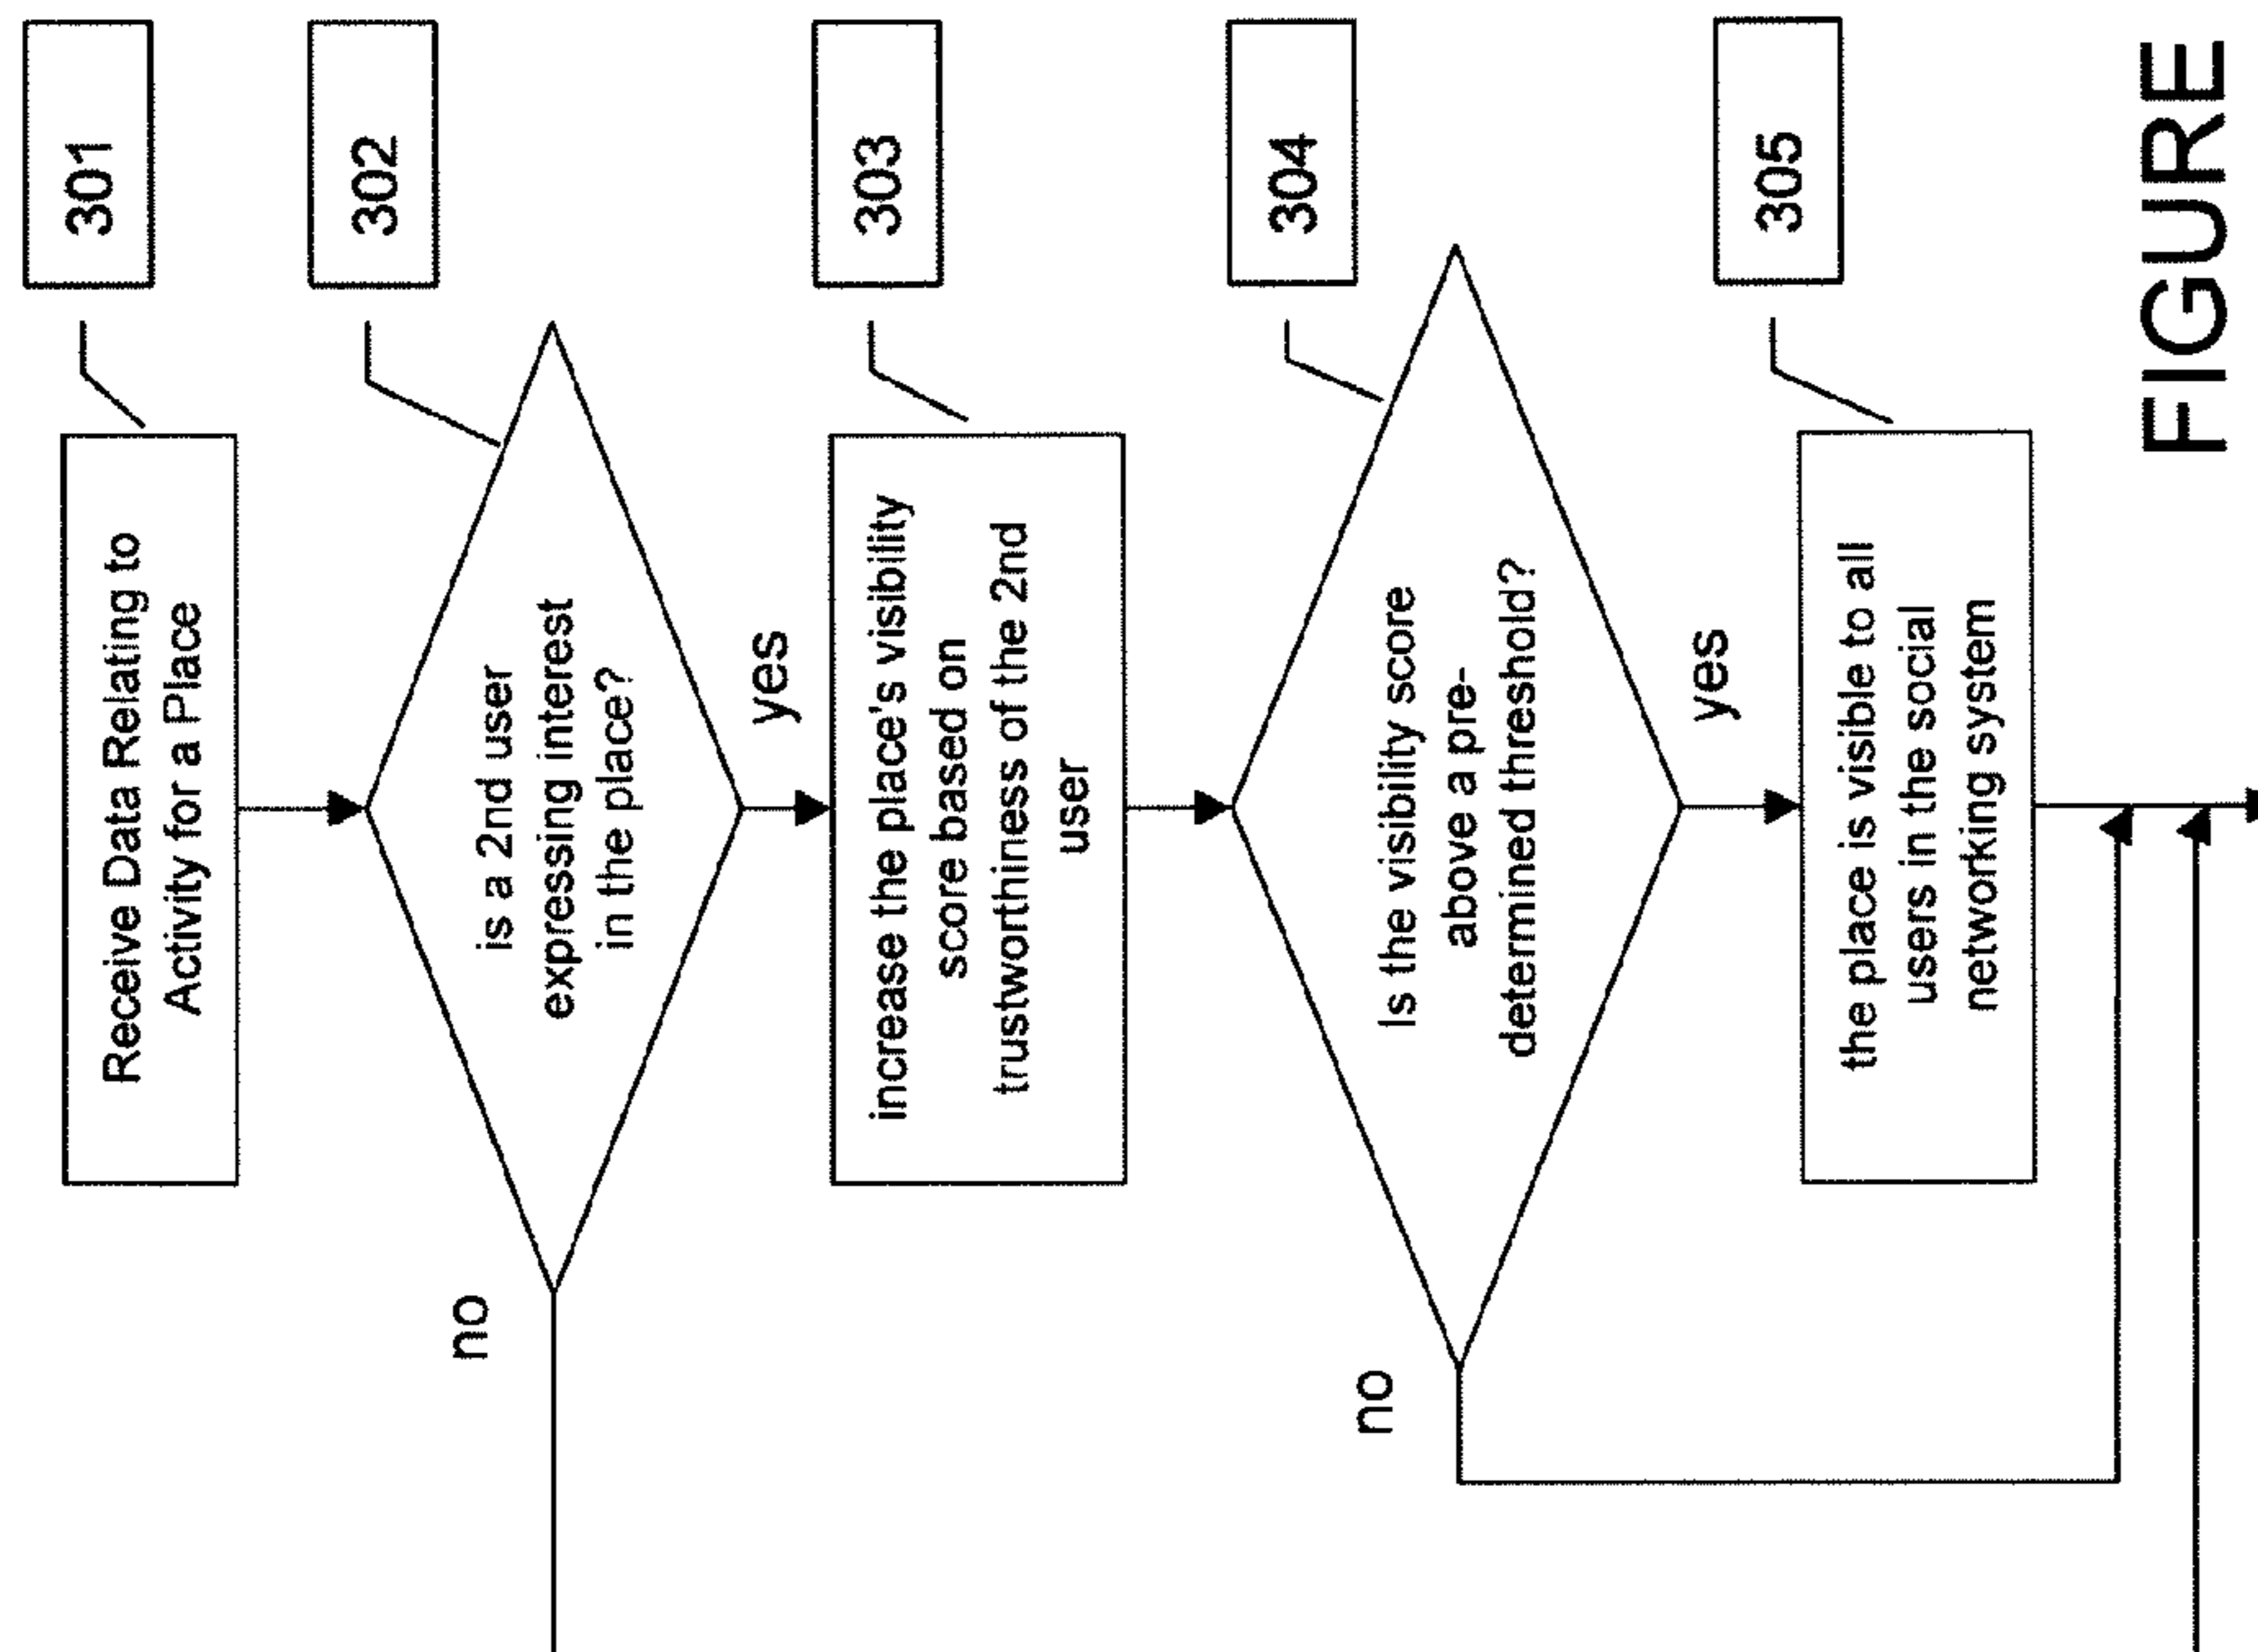 301
Receive Data Relating to
Activity for a Place
302
is a 2nd user
expressing interest
in the place?
no
yes
303
increase the place's visibility
score based on
trustworthiness of the 2nd
user
304
Is the visibility score
above a pre-
determined threshold?
no
yes
305
the place is visible to all
users in the social
networking system
FIGURE